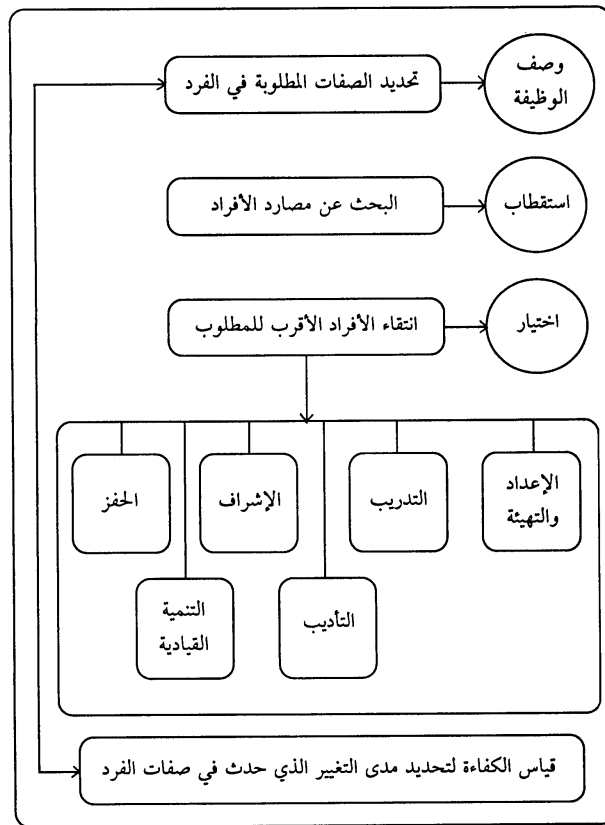 وصف
الوظيفة
تحديد الصفات المطلوبة في الفرد
استقطاب
البحث عن مصارد الأفراد
اختيار
انتقاء الأفراد الأقرب للمطلوب
الإعداد
والتهيئة
التدريب
الإشراف
الحفز
التأديب
التنمية
القيادية
قياس الكفاءة لتحديد مدى التغيير الذي حدث في صفات الفرد